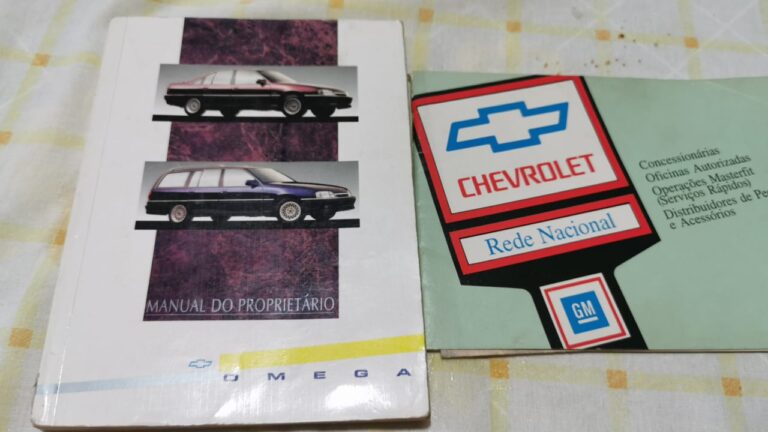 MANUAL DO PROPRIETÁRIO
OMEGA
CHEVROLET
Rede Nacional
GM
Concessionárias
Oficinas Autorizadas
Operações Masterfit
(Serviços Rápidos)
Distribuidores de
e Acessórios